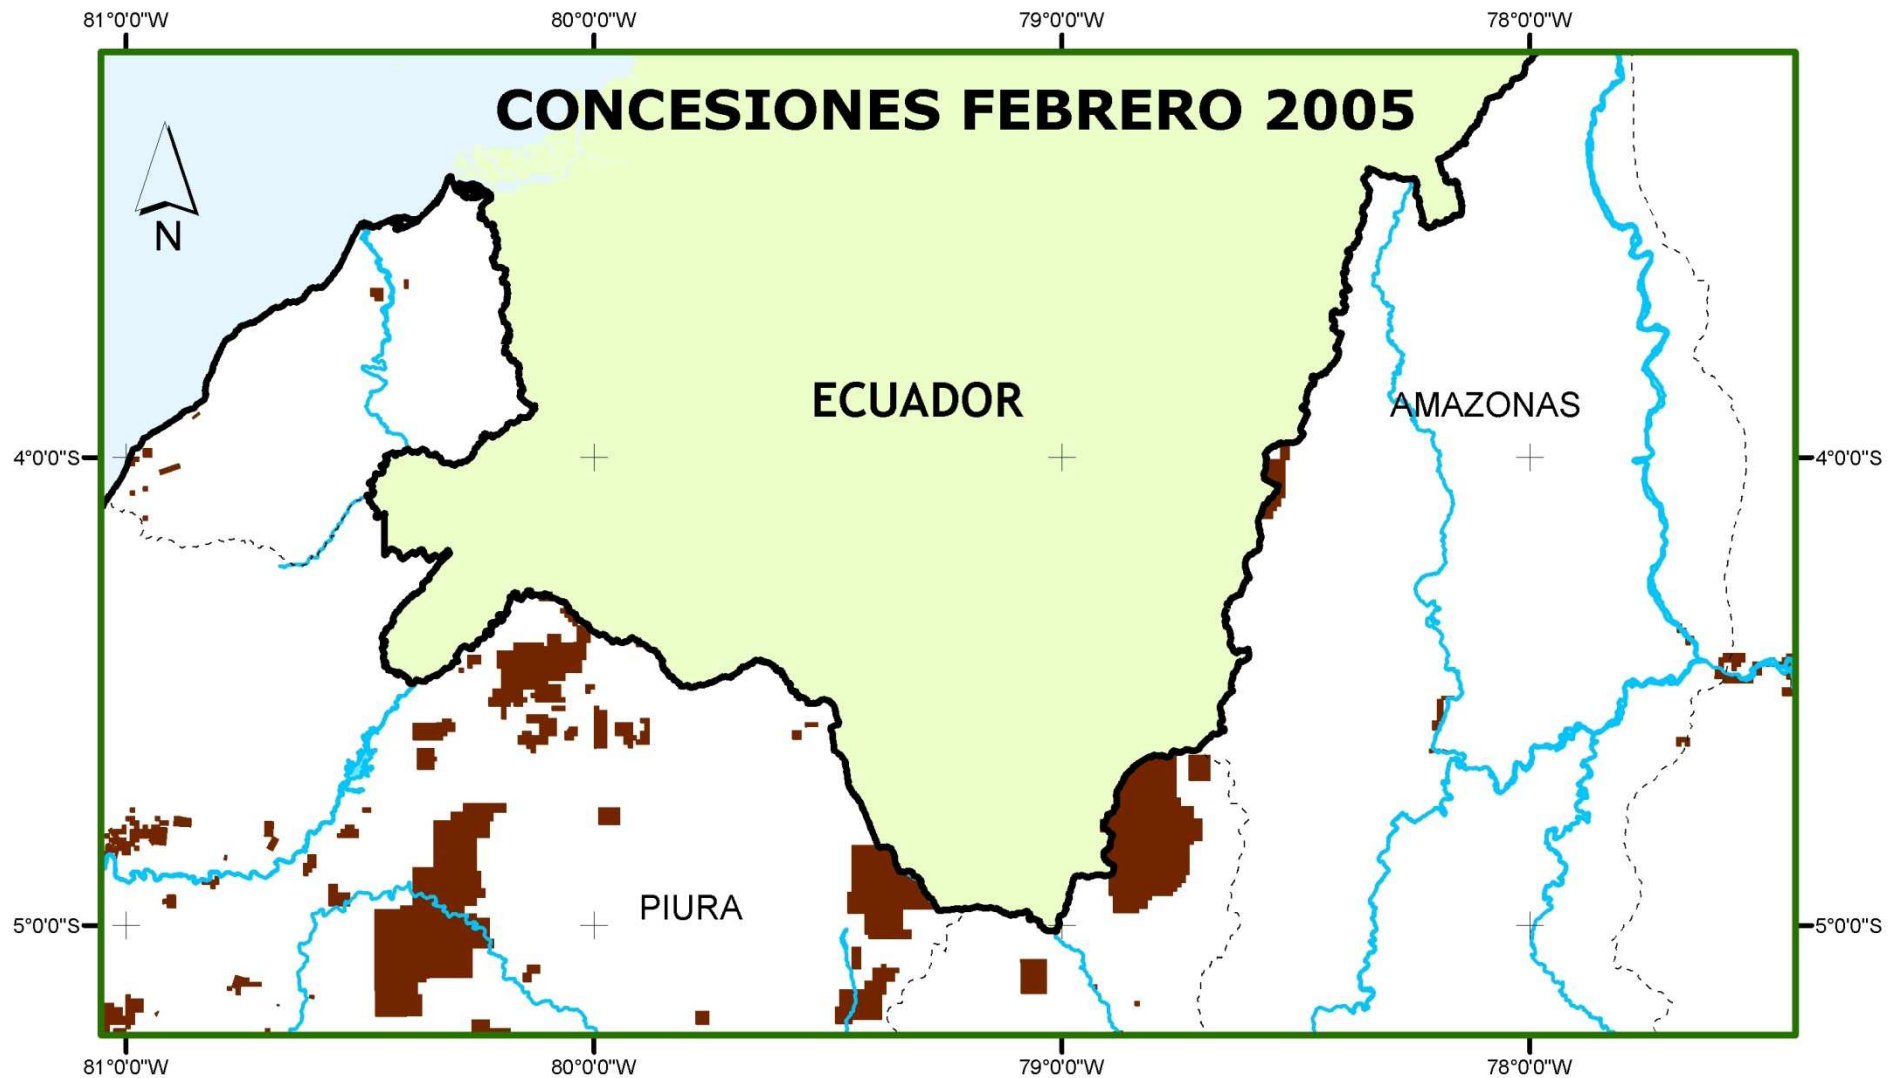 81°0'0"W 80°0'0"W 79°0'0"W 78°0'0"W
CONCESIONES FEBRERO 2005
N
ECUADOR
AMAZONAS
4°0'0"S 4°0'0"S
PIURA
5°0'0"S 5°0'0"S
81°0'0"W 80°0'0"W 79°0'0"W 78°0'0"W